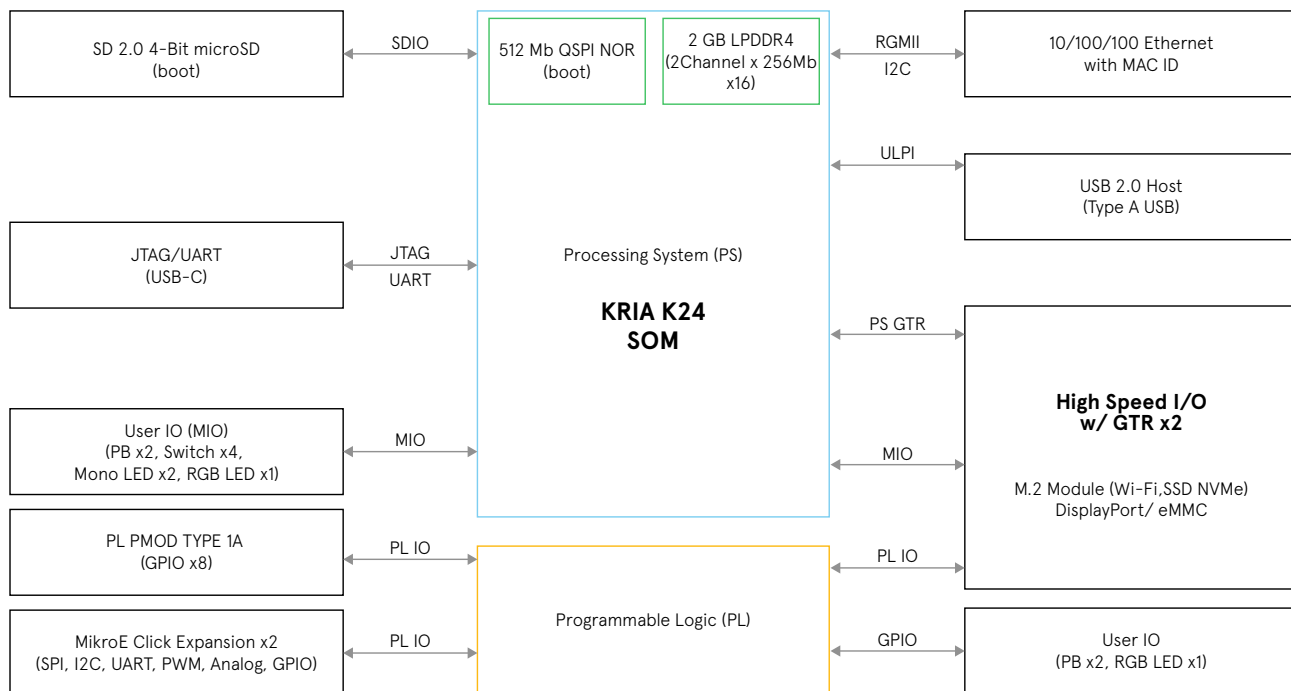 SD 2.0 4-Bit microSD
(boot)
SDIO
512 Mb QSPI NOR
(boot)
2 GB LPDDR4
(2Channel x 256Mb
x16)
RGMII
I2C
10/100/100 Ethernet
with MAC ID
ULPI
USB 2.0 Host
(Type A USB)
JTAG/UART
(USB-C)
JTAG
UART
Processing System (PS)
KRIA K24
SOM
PS GTR
High Speed I/O
w/ GTR x2
M.2 Module (Wi-Fi,SSD NVMe)
DisplayPort/ eMMC
User IO (MIO)
(PB x2, Switch x4,
Mono LED x2, RGB LED x1)
MIO
MIO
PL PMOD TYPE 1A
(GPIO x8)
PL IO
PL IO
MikroE Click Expansion x2
(SPI, I2C, UART, PWM, Analog, GPIO)
PL IO
Programmable Logic (PL)
GPIO
User IO
(PB x2, RGB LED x1)